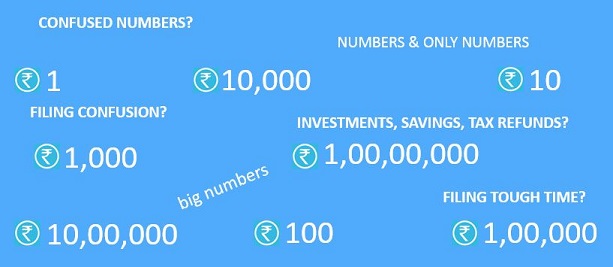 CONFUSED NUMBERS?
NUMBERS & ONLY NUMBERS
₹ 1
₹ 10,000
₹ 10
FILING CONFUSION?
INVESTMENTS, SAVINGS, TAX REFUNDS?
₹ 1,000
₹ 1,00,00,000
big numbers
FILING TOUGH TIME?
₹ 10,00,000
₹ 100
₹ 1,00,000